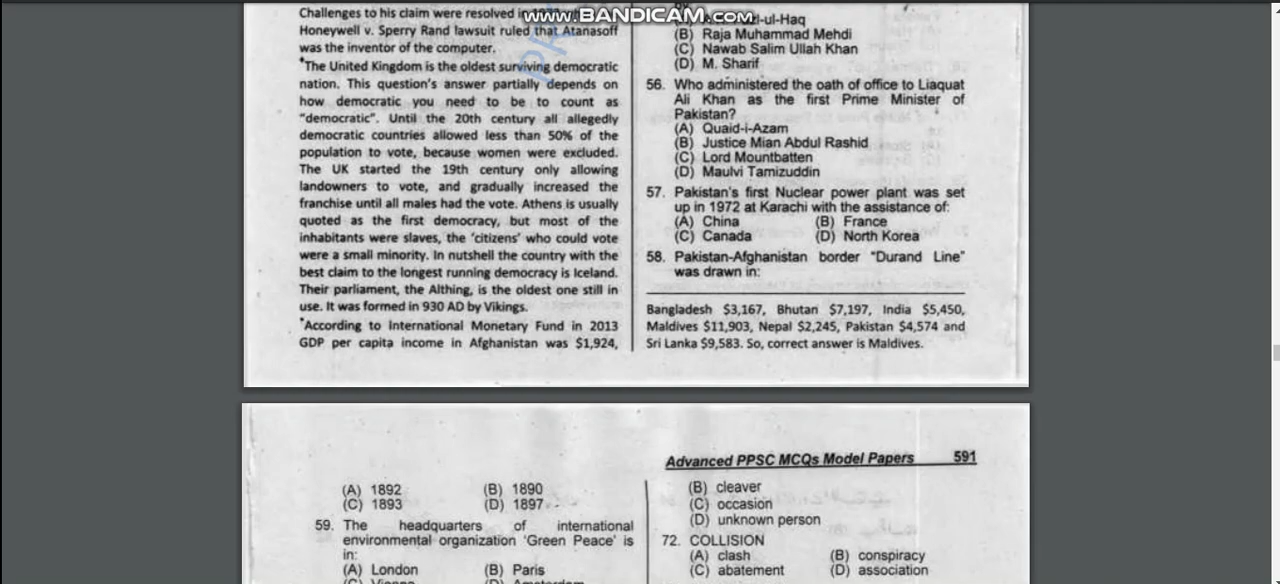 www.BANDICAM.com
Challenges to his claim were resolved in
Honeywell v. Sperry Rand lawsuit ruled that Atanasoff
was the inventor of the computer.
*The United Kingdom is the oldest surviving democratic
nation. This question's answer partially depends on
how democratic you need to be to count as
"democratic". Until the 20th century all allegedly
democratic countries allowed less than 50% of the
population to vote, because women were excluded.
The UK started the 19th century only allowing
landowners to vote, and gradually increased the
franchise until all males had the vote. Athens is usually
quoted as the first democracy, but most of the
inhabitants were slaves, the 'citizens' who could vote
were a small minority. In nutshell the country with the
best claim to the longest running democracy is Iceland.
Their parliament, the Althing, is the oldest one still in
use. It was formed in 930 AD by Vikings.
*According to International Monetary Fund in 2013
GDP per capita income in Afghanistan was $1,924,
-ul-Haq
(B) Raja Muhammad Mehdi
(C) Nawab Salim Ullah Khan
(D) M. Sharif
56. Who administered the oath of office to Liaquat
Ali Khan as the first Prime Minister of
Pakistan?
(A) Quaid-i-Azam
(B) Justice Mian Abdul Rashid
(C) Lord Mountbatten
(D) Maulvi Tamizuddin
57. Pakistan's first Nuclear power plant was set
up in 1972 at Karachi with the assistance of:
(A) China (B) France
(C) Canada (D) North Korea
58. Pakistan-Afghanistan border "Durand Line"
was drawn in:
Bangladesh $3,167, Bhutan $7,197, India $5,450,
Maldives $11,903, Nepal $2,245, Pakistan $4,574 and
Sri Lanka $9,583. So, correct answer is Maldives.
Advanced PPSC MCQs Model Papers 591
(A) 1892 (B) 1890
(C) 1893 (D) 1897
59. The headquarters of international
environmental organization 'Green Peace' is
in:
(A) London (B) Paris
(C) Vienna (D) Amsterdam
(B) cleaver
(C) occasion
(D) unknown person
72. COLLISION
(A) clash (B) conspiracy
(C) abatement (D) association